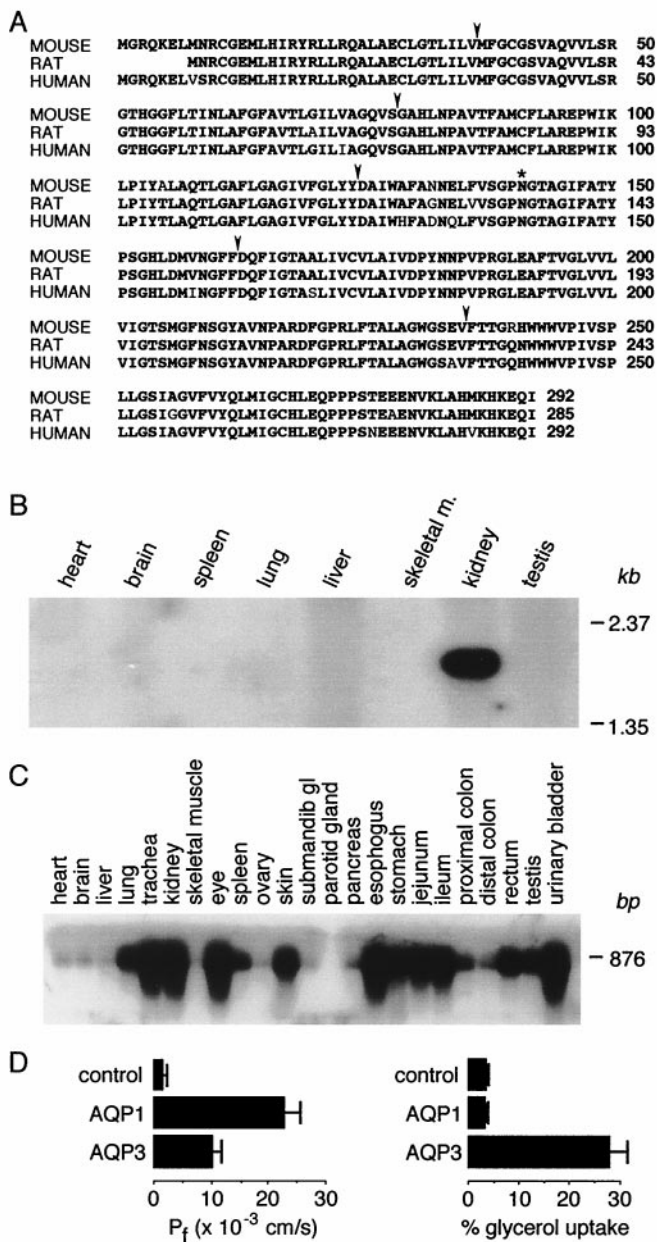 A
MOUSE MGRQKELMNRCGEMLHIRYRLLRQALAECLGTLILVMFGCGSVAQVVLSR 50
RAT MNRCGEMLHIRYRLLRQALAECLGTLILVMFGCGSVAQVVLSR 43
HUMAN MGRQKELVSRCGEMLHIRYRLLRQALAECLGTLILVMFGCGSVAQVVLSR 50
MOUSE GTHGGFLTINLAFGFAVTLGILVAGQVSGAHLNPAVTFAMCFLAREPWIK 100
RAT GTHGGFLTINLAFGFAVTLAILVAGQVSGAHLNPAVTFAMCFLAREPWIK 93
HUMAN GTHGGFLTINLAFGFAVTLGILIAGQVSGAHLNPAVTFAMCFLAREPWIK 100
*
MOUSE LPIYALAQTLGAFLGAGIVFGLYYDAIWAFANNELFVSGPNGTAGIFATY 150
RAT LPIYTLAQTLGAFLGAGIVFGLYYDAIWAFAGNELVVSGPNGTAGIFATY 143
HUMAN LPIYTLAQTLGAFLGAGIVFGLYYDAIWHFADNQLFVSGPNGTAGIFATY 150
MOUSE PSGHLDMVNGFFDQFIGTAALIVCVLAIVDPYNNPVPRGLEAFTVGLVVL 200
RAT PSGHLDMVNGFFDQFIGTAALIVCVLAIVDPYNNPVPRGLEAFTVGLVVL 193
HUMAN PSGHLDMINGFFDQFIGTASLIVCVLAIVDPYNNPVPRGLEAFTVGLVVL 200
MOUSE VIGTSMGFNSGYAVNPARDFGPRLFTALAGWGSEVFTTGRHWWWVPIVSP 250
RAT VIGTSMGFNSGYAVNPARDFGPRLFTALAGWGSEVFTTGQNWWWVPIVSP 243
HUMAN VIGTSMGFNSGYAVNPARDFGPRLFTALAGWGSAVFTTGQHWWWVPIVSP 250
MOUSE LLGSIAGVFVYQLMIGCHLEQPPPSTEEENVKLAHMKHKEQI 292
RAT LLGSIGGVFVYQLMIGCHLEQPPPSTEAENVKLAHMKHKEQI 285
HUMAN LLGSIAGVFVYQLMIGCHLEQPPPSNEEENVKLAHVKHKEQI 292
B
heart brain spleen lung liver skeletal m. kidney testis kb
2.37
1.35
C
heart brain liver lung trachea kidney skeletal muscle eye spleen ovary skin submandib gl parotid gland pancreas esophogus stomach jejunum ileum proximal colon distal colon rectum testis urinary bladder bp
876
D
control control
AQP1 AQP1
AQP3 AQP3
0 10 20 30 0 10 20 30
Pf (x 10⁻³ cm/s) % glycerol uptake